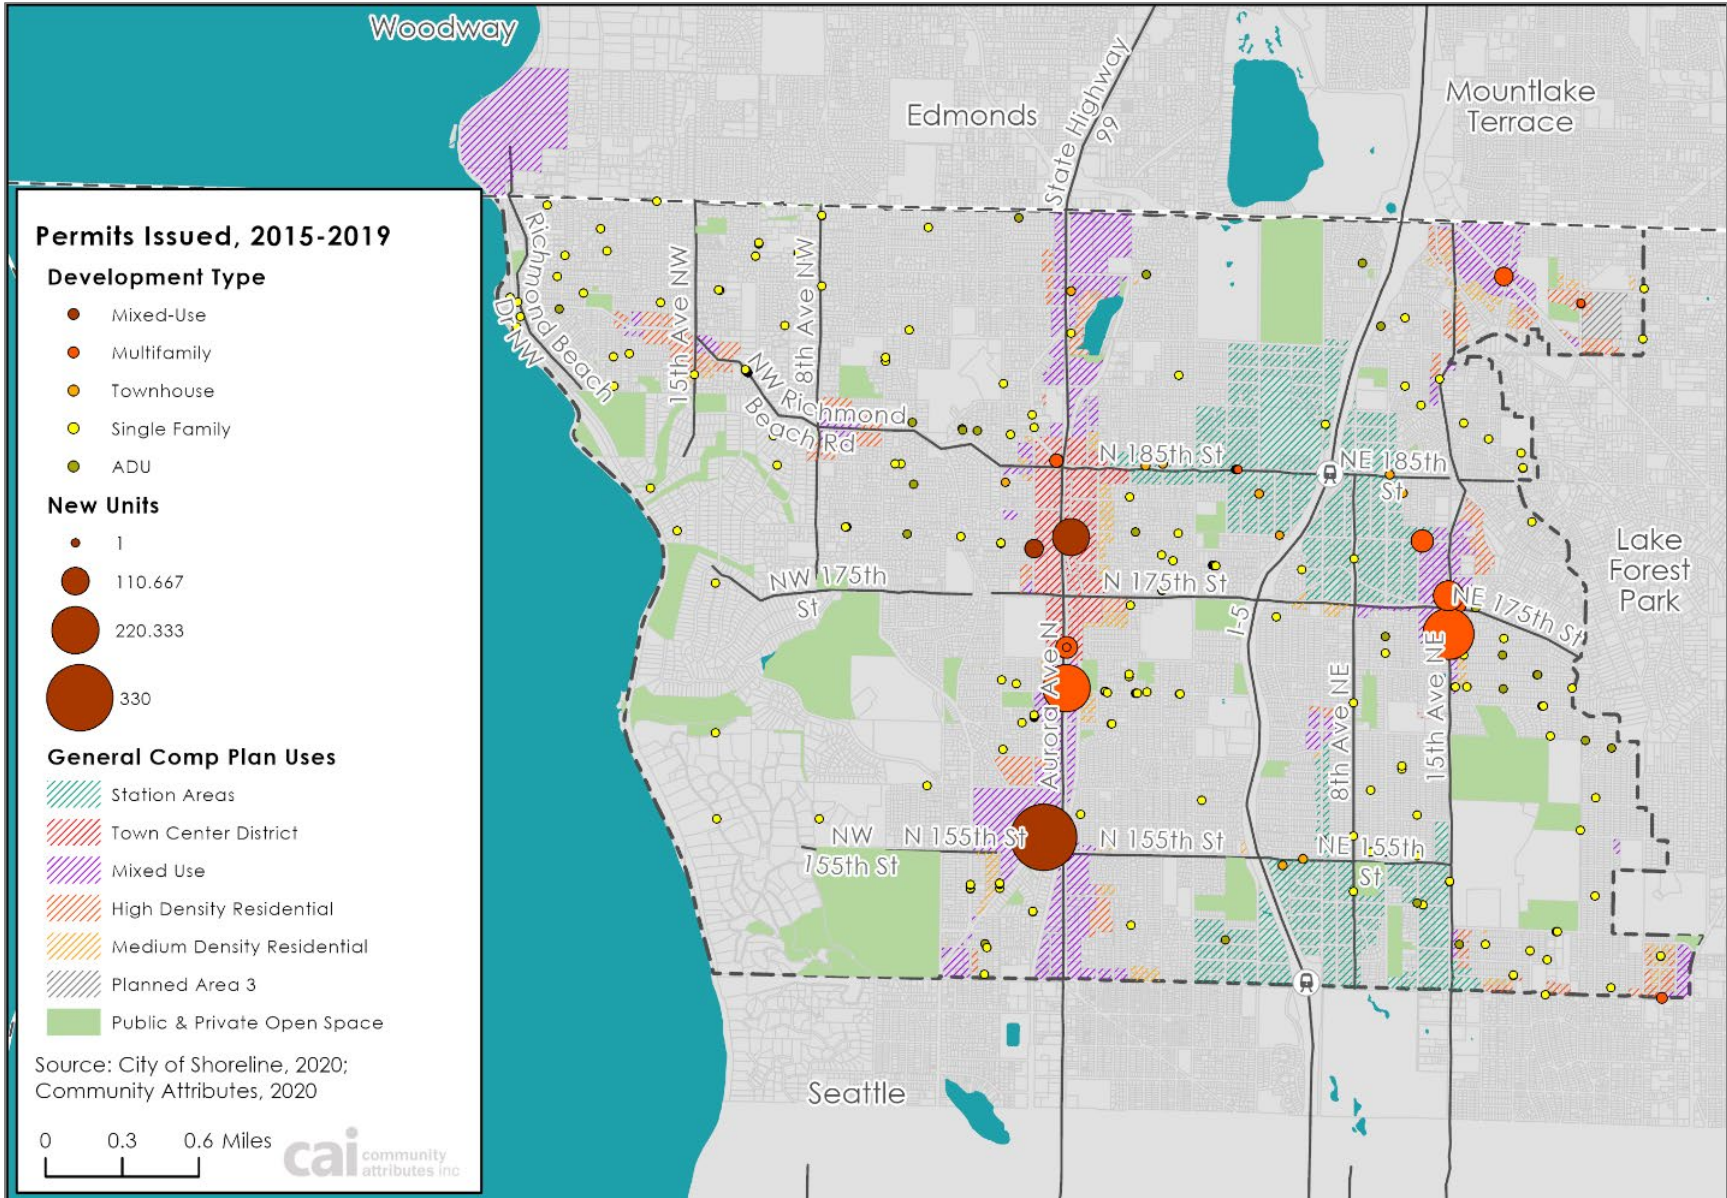 Woodway
Edmonds
Mountlake
Terrace
State Highway
99
Permits Issued, 2015-2019
Development Type
Mixed-Use
Multifamily
Townhouse
Single Family
ADU
New Units
1
110.667
220.333
330
General Comp Plan Uses
Station Areas
Town Center District
Mixed Use
High Density Residential
Medium Density Residential
Planned Area 3
Public & Private Open Space
Source: City of Shoreline, 2020;
Community Attributes, 2020
0 0.3 0.6 Miles
cai community
attributes inc
Richmond Beach
Dr NW
15th Ave NW
8th Ave NW
NW Richmond
Beach Rd
N 185th St
NE 185th
St
Lake
Forest
Park
NW 175th
St
N 175th St
NE 175th St
I-5
Aurora Ave N
8th Ave NE
15th Ave NE
NW
155th St
N 155th St
N 155th St
NE 155th
St
Seattle